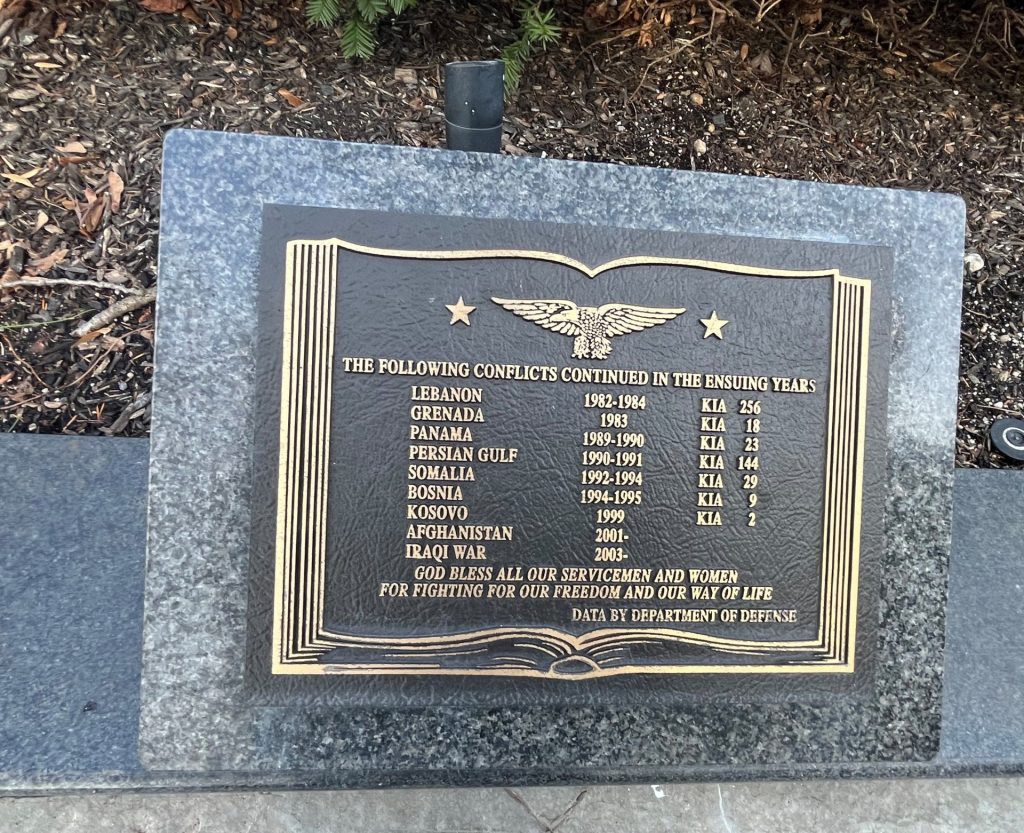 THE FOLLOWING CONFLICTS CONTINUED IN THE ENSUING YEARS
LEBANON 1982-1984 KIA 256
GRENADA 1983 KIA 18
PANAMA 1989-1990 KIA 23
PERSIAN GULF 1990-1991 KIA 144
SOMALIA 1992-1994 KIA 29
BOSNIA 1994-1995 KIA 9
KOSOVO 1999 KIA 2
AFGHANISTAN 2001-
IRAQI WAR 2003-
GOD BLESS ALL OUR SERVICEMEN AND WOMEN
FOR FIGHTING FOR OUR FREEDOM AND OUR WAY OF LIFE
DATA BY DEPARTMENT OF DEFENSE